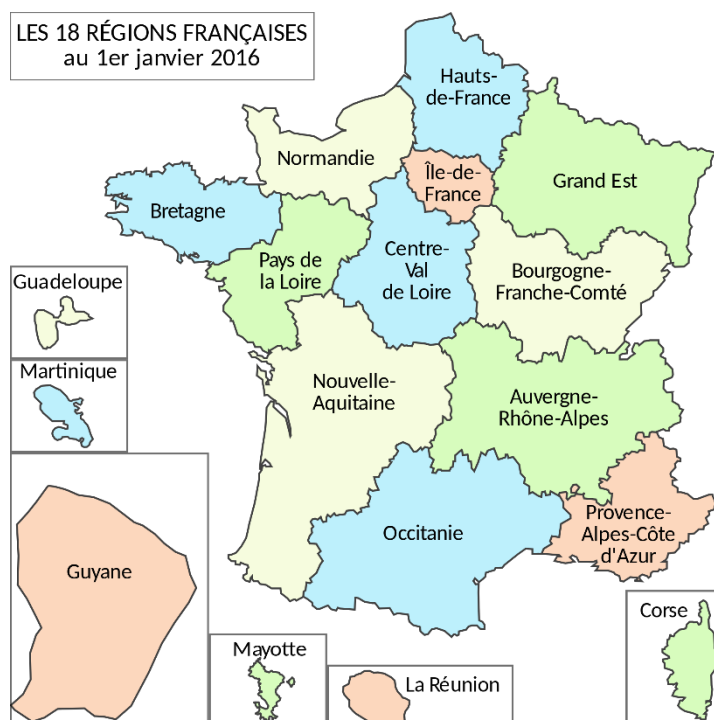 LES 18 RÉGIONS FRANÇAISES
au 1er janvier 2016
Hauts-
de-France
Normandie
Île-de-
France
Grand Est
Bretagne
Pays de
la Loire
Centre-
Val
de Loire
Bourgogne-
Franche-Comté
Guadeloupe
Martinique
Nouvelle-
Aquitaine
Auvergne-
Rhône-Alpes
Occitanie
Provence-
Alpes-Côte
d'Azur
Guyane
Corse
Mayotte
La Réunion